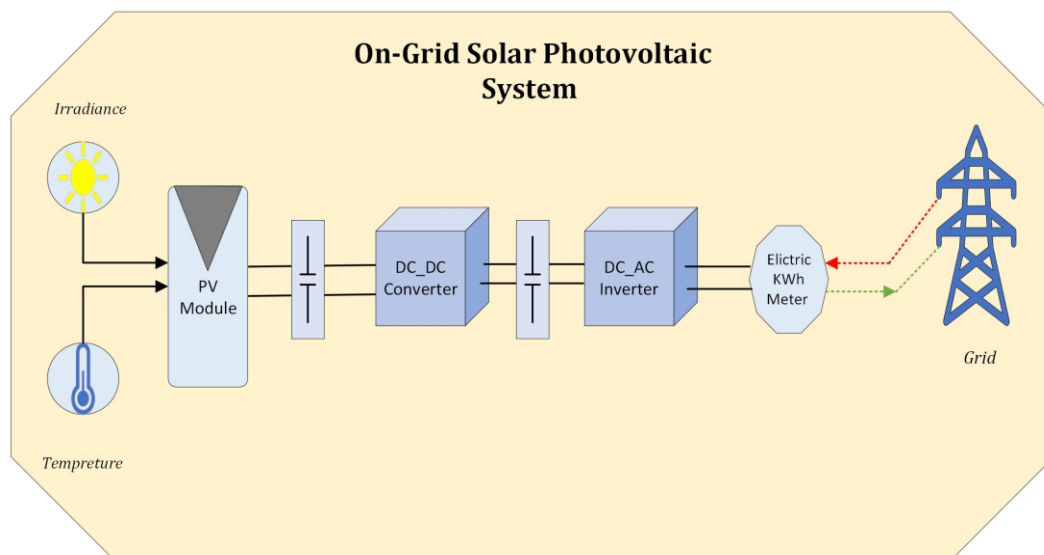 On-Grid Solar Photovoltaic
System
Irradiance
PV
Module
DC_DC
Converter
DC_AC
Inverter
Elictric
KWh
Meter
Grid
Tempreture